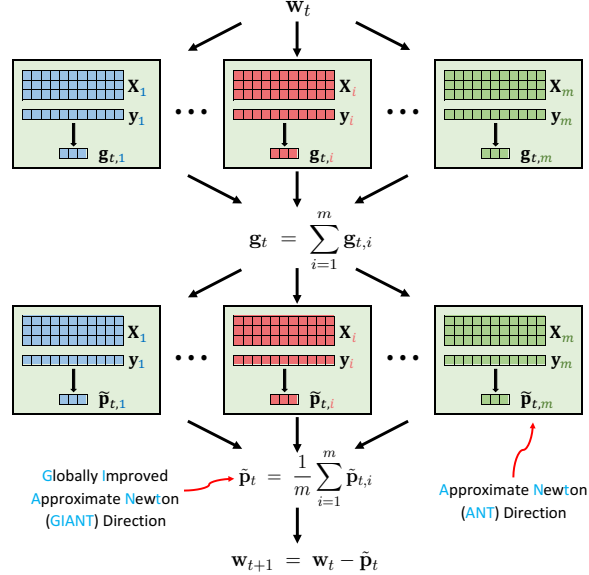 𝐰_t
𝐗_1 𝐗_i 𝐗_m
𝐲_1 ••• 𝐲_i ••• 𝐲_m
𝐠_{t,1} 𝐠_{t,i} 𝐠_{t,m}
𝐠_t = ∑_{i=1}^{m} 𝐠_{t,i}
𝐗_1 𝐗_i 𝐗_m
𝐲_1 ••• 𝐲_i ••• 𝐲_m
𝐩̃_{t,1} 𝐩̃_{t,i} 𝐩̃_{t,m}
Globally Improved
Approximate Newton
(GIANT) Direction
𝐩̃_t = 1/m ∑_{i=1}^{m} 𝐩̃_{t,i}
Approximate Newton
(ANT) Direction
𝐰_{t+1} = 𝐰_t − 𝐩̃_t